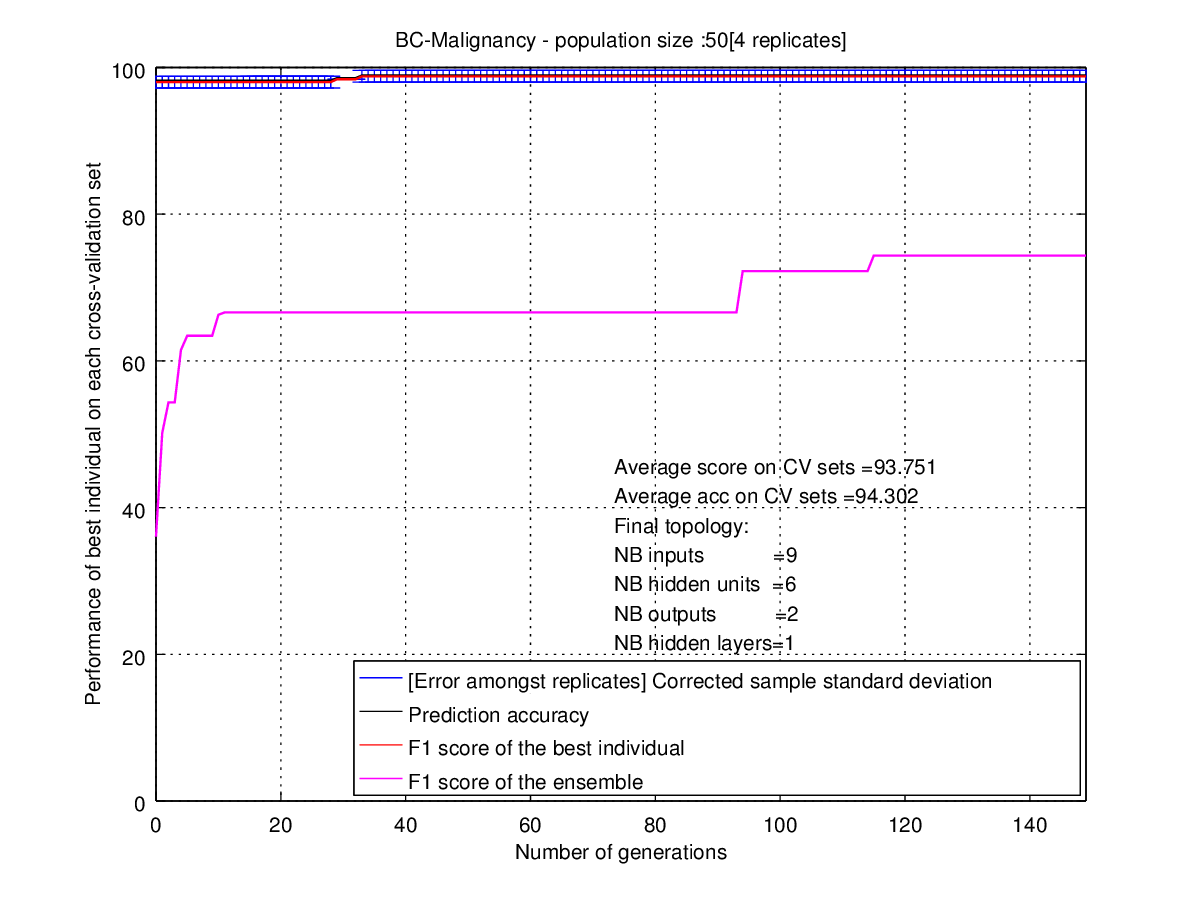 BC-Malignancy - population size :50[4 replicates]
Performance of best individual on each cross-validation set
100
80
60
40
20
0
Average score on CV sets =93.751
Average acc on CV sets =94.302
Final topology:
NB inputs =9
NB hidden units =6
NB outputs =2
NB hidden layers=1
[Error amongst replicates] Corrected sample standard deviation
Prediction accuracy
F1 score of the best individual
F1 score of the ensemble
0 20 40 60 80 100 120 140
Number of generations